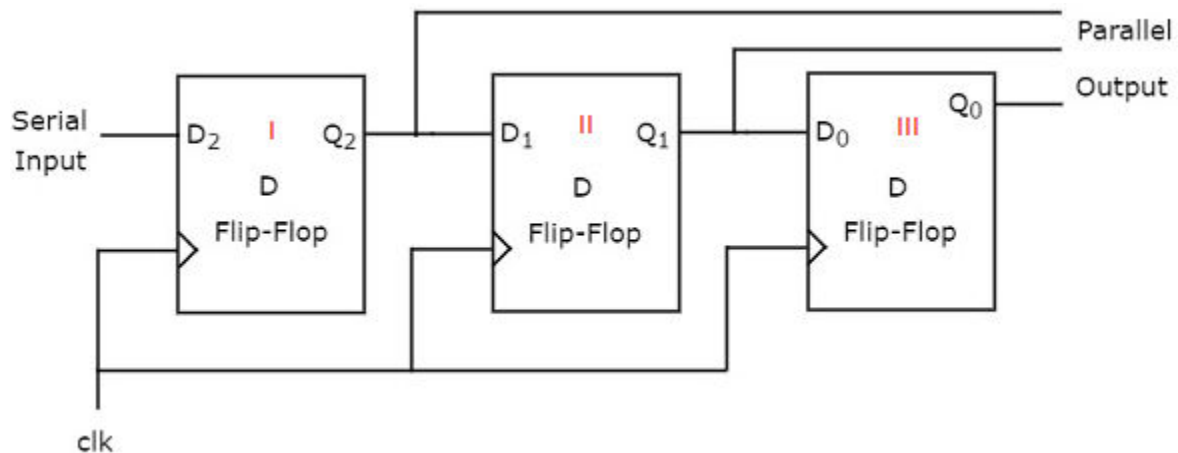 Parallel
Output
Serial
Input
D₂ I Q₂
D
Flip-Flop
D₁ II Q₁
D
Flip-Flop
D₀ III Q₀
D
Flip-Flop
clk